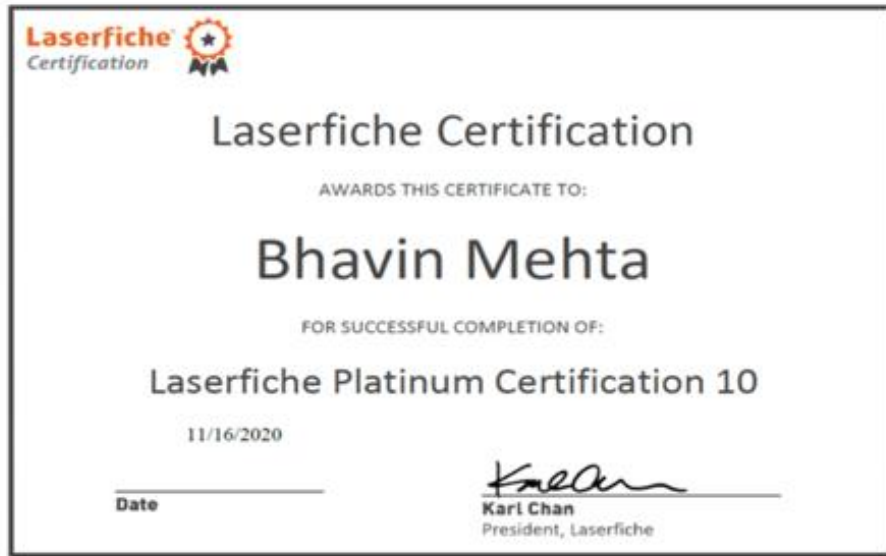 Laserfiche
Certification
Laserfiche Certification
AWARDS THIS CERTIFICATE TO:
Bhavin Mehta
FOR SUCCESSFUL COMPLETION OF:
Laserfiche Platinum Certification 10
11/16/2020
Date
Karl Chan
President, Laserfiche